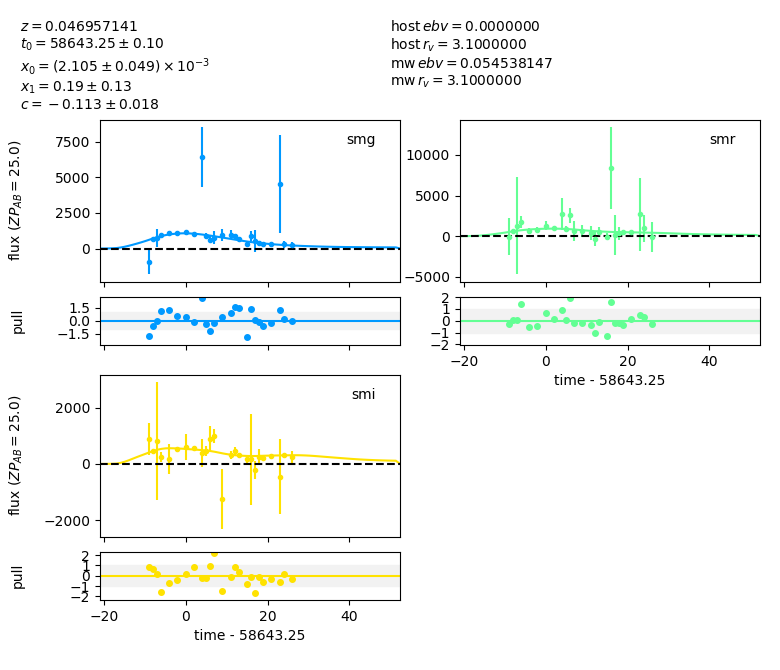 z = 0.046957141
t₀ = 58643.25 ± 0.10
x₀ = (2.105 ± 0.049) × 10⁻³
x₁ = 0.19 ± 0.13
c = −0.113 ± 0.018
host ebv = 0.0000000
host r_v = 3.1000000
mw ebv = 0.054538147
mw r_v = 3.1000000
smg
flux (ZP_AB = 25.0)
7500
5000
2500
0
pull
1.5
0.0
−1.5
smr
10000
5000
0
−5000
2
1
0
−1
−2
−20 0 20 40
time - 58643.25
smi
flux (ZP_AB = 25.0)
2000
0
−2000
pull
2
1
0
−1
−2
−20 0 20 40
time - 58643.25